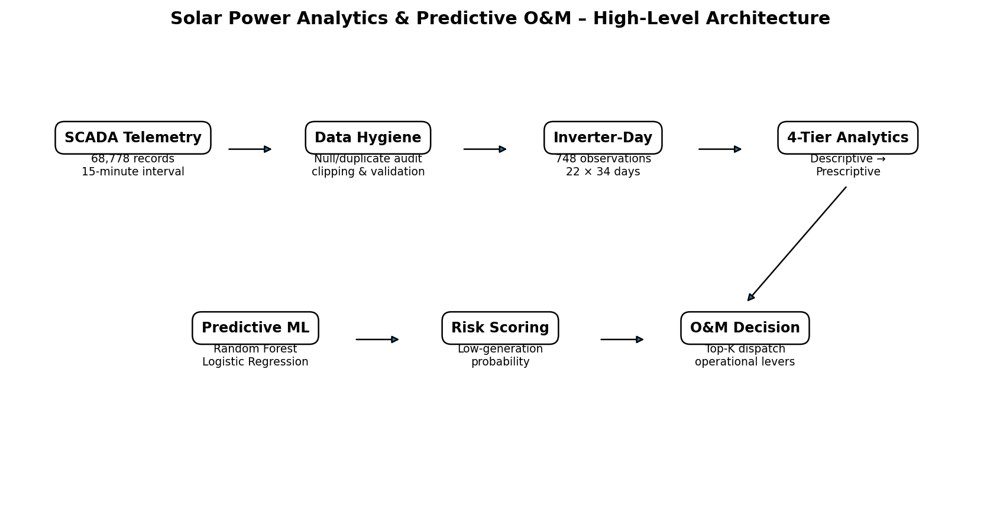 Solar Power Analytics & Predictive O&M – High-Level Architecture
SCADA Telemetry
68,778 records
15-minute interval
Data Hygiene
Null/duplicate audit
clipping & validation
Inverter-Day
748 observations
22 × 34 days
4-Tier Analytics
Descriptive →
Prescriptive
Predictive ML
Random Forest
Logistic Regression
Risk Scoring
Low-generation
probability
O&M Decision
Top-K dispatch
operational levers